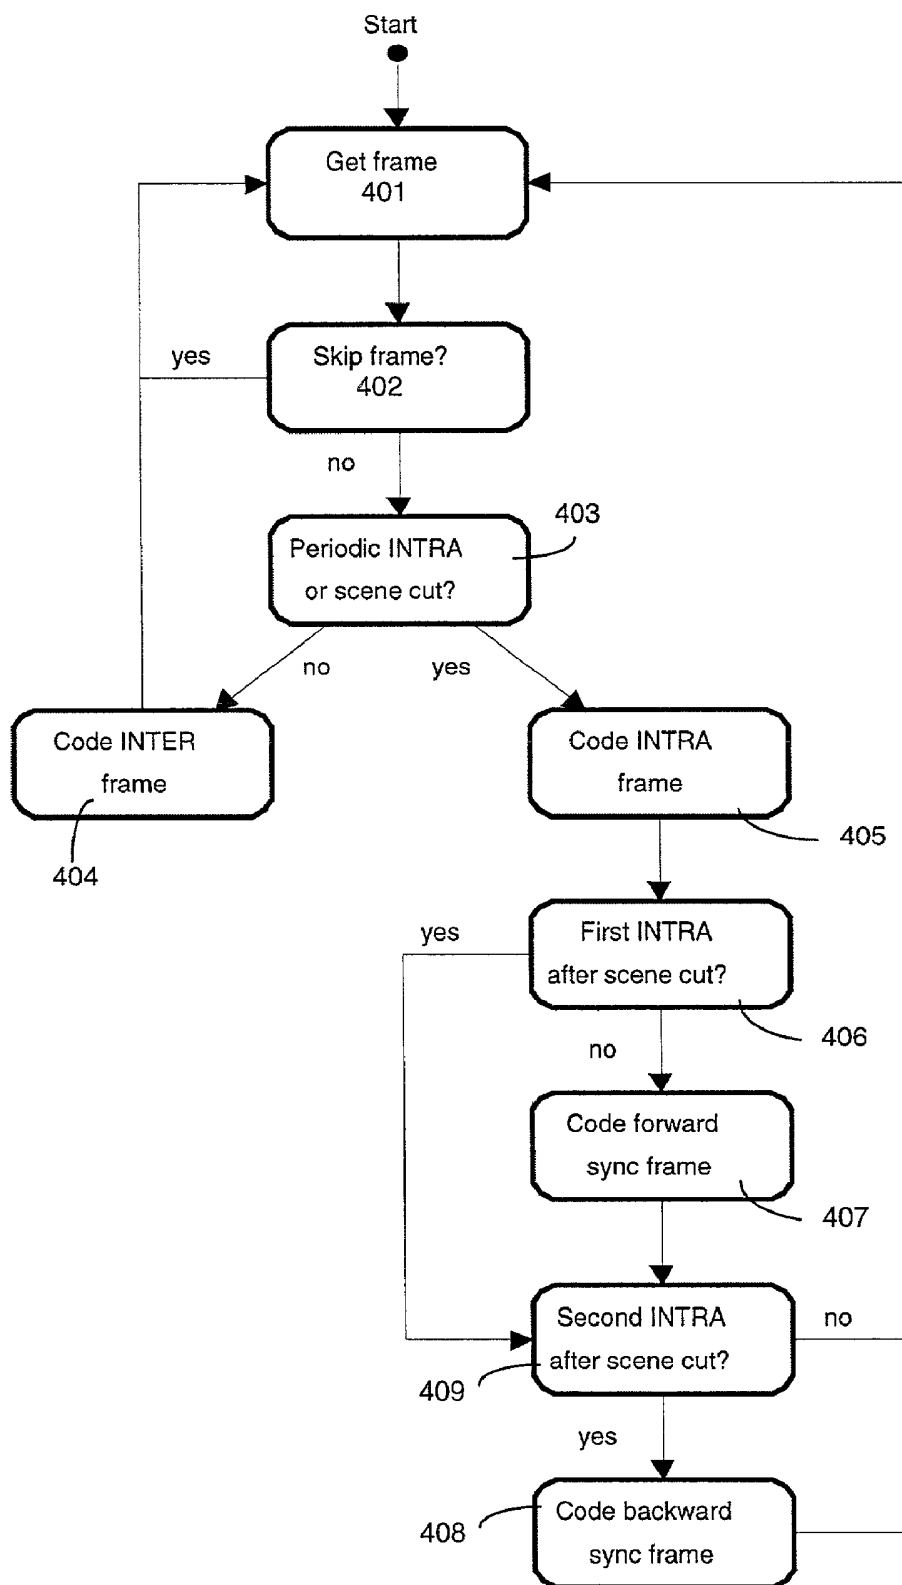 Start
Get frame
401
Skip frame?
402
yes
no
Periodic INTRA
or scene cut?
403
no
yes
Code INTER
frame
404
Code INTRA
frame
405
First INTRA
after scene cut?
406
yes
no
Code forward
sync frame
407
Second INTRA
after scene cut?
409
no
yes
Code backward
sync frame
408